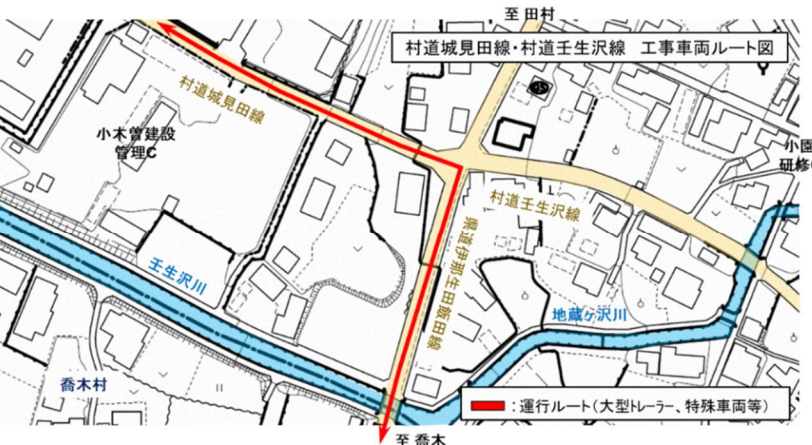 至 田村
村道城見田線・村道壬生沢線　工事車両ルート図
村道城見田線
小木曽建設
管理C
小園
研修
村道壬生沢線
県道伊那生田飯田線
壬生沢川
地蔵ヶ沢川
喬木村
：運行ルート（大型トレーラー、特殊車両等）
至 喬木